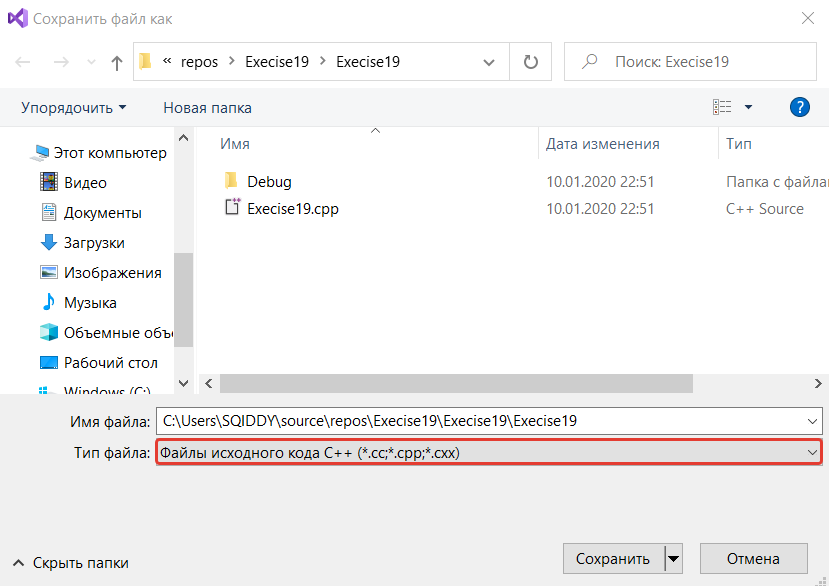 Сохранить файл как
« repos > Execise19 > Execise19
Поиск: Execise19
Упорядочить
Новая папка
?
Имя
Дата изменения
Тип
Этот компьютер
Видео
Документы
Загрузки
Изображения
Музыка
Объемные объ
Рабочий стол
Windows (C:)
Debug 10.01.2020 22:51 Папка с файла
Execise19.cpp 10.01.2020 22:51 C++ Source
Имя файла: C:\Users\SQIDDY\source\repos\Execise19\Execise19\Execise19
Тип файла: Файлы исходного кода C++ (*.cc;*.cpp;*.cxx)
Скрыть папки
Сохранить
Отмена